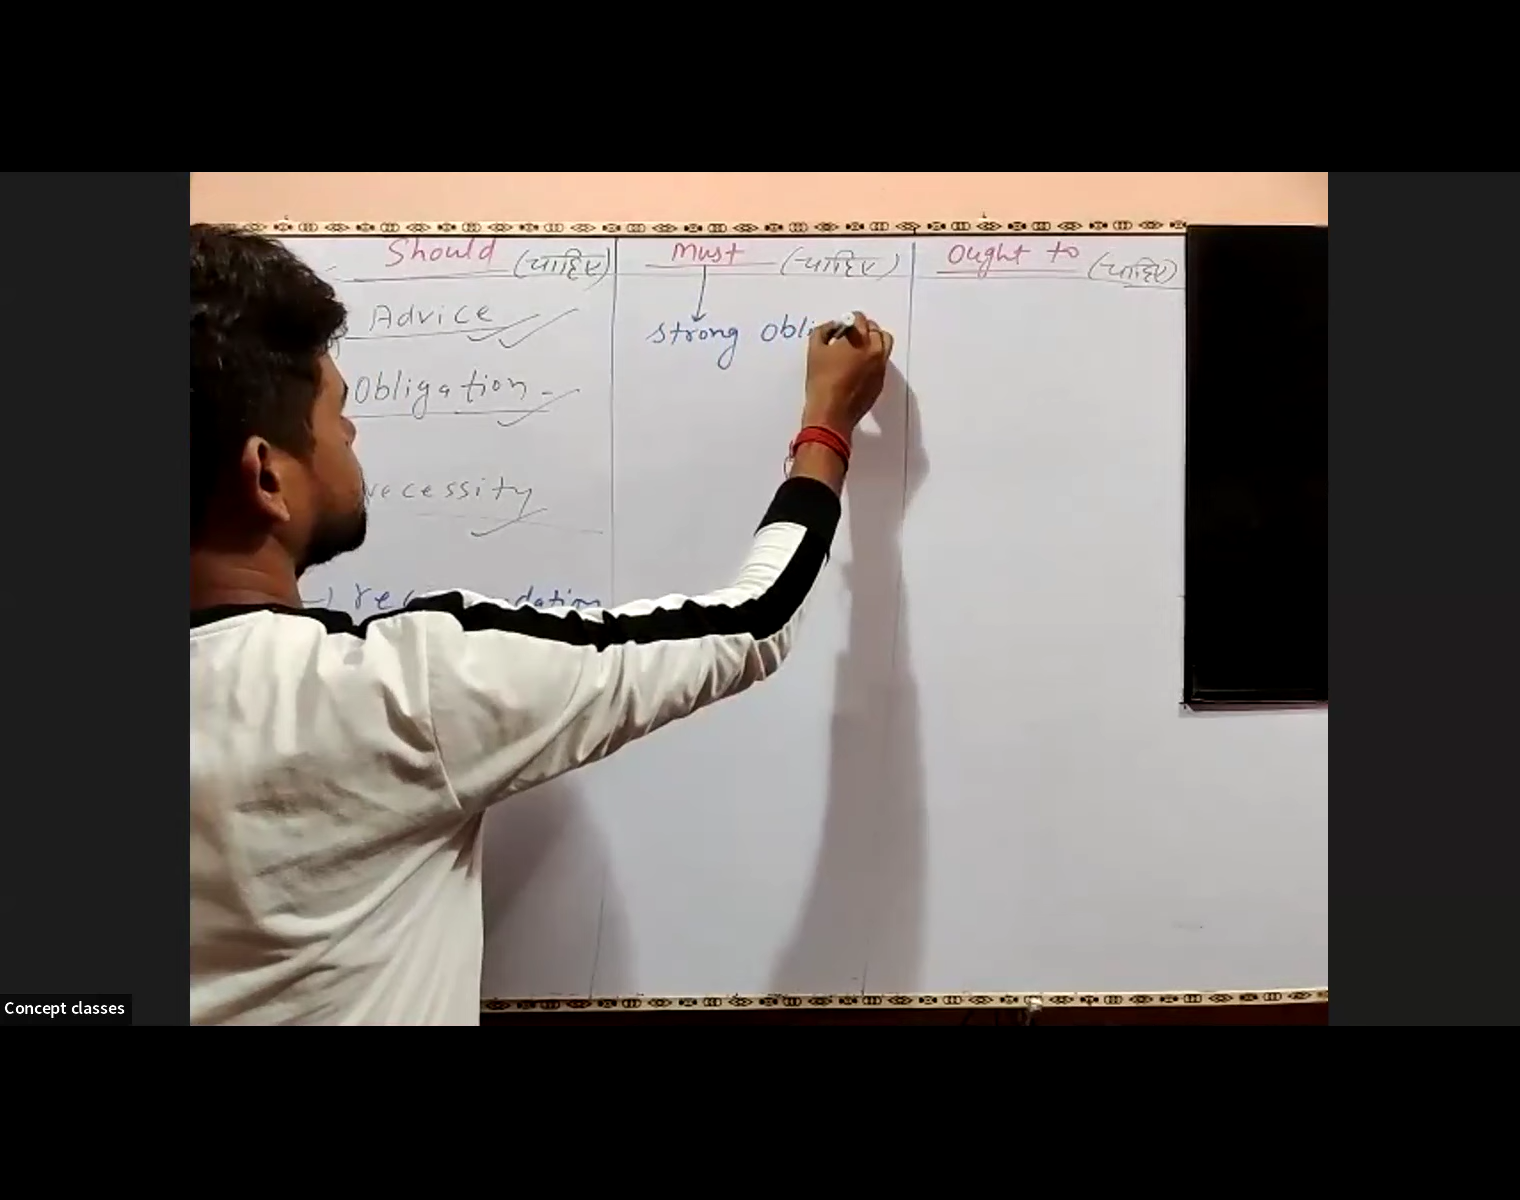 Should (चाहिए)
Must (चाहिए)
Ought to (चाहिए)
Advice
Obligation
necessity
strong obli
Concept classes